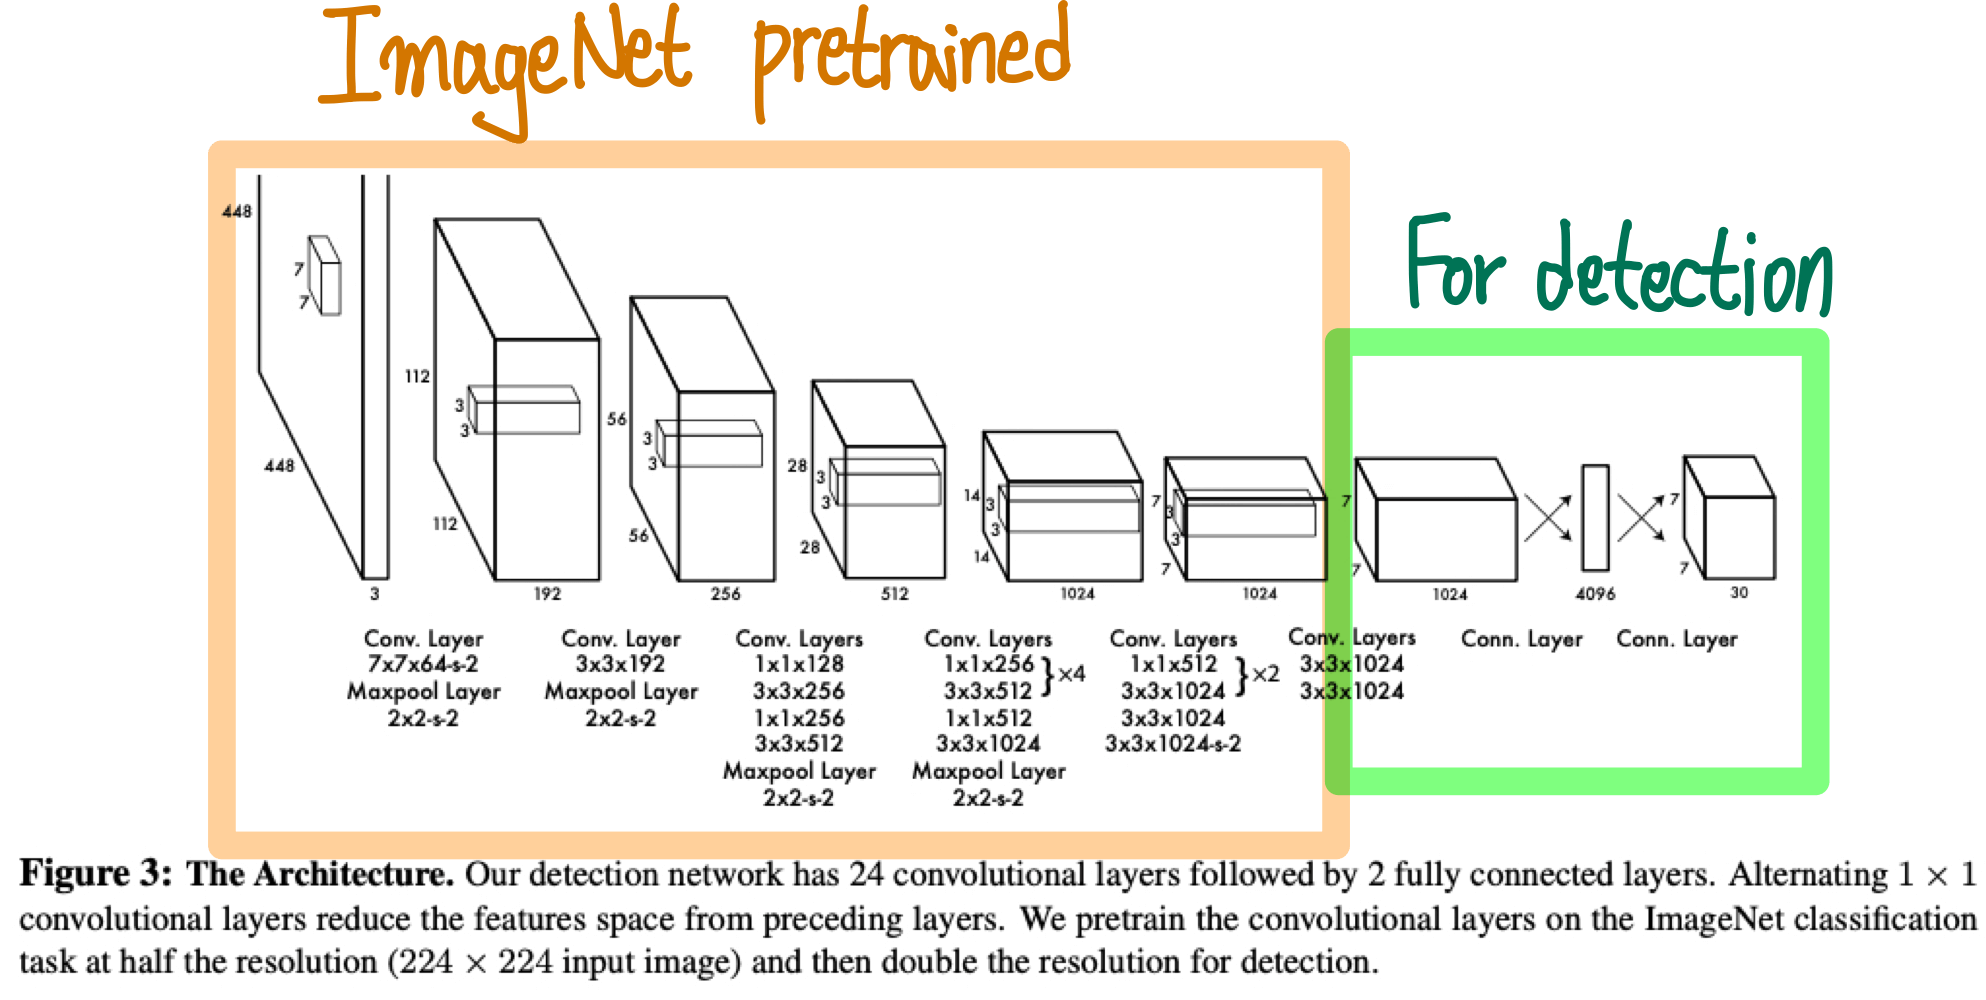 ImageNet pretrained
For detection
448
7
7
448
3
112
3
3
112
192
56
3
3
56
256
28
3
3
28
512
14
3
3
14
1024
7
3
3
7
1024
7
7
1024
4096
7
7
30
Conv. Layer
7x7x64-s-2
Maxpool Layer
2x2-s-2
Conv. Layer
3x3x192
Maxpool Layer
2x2-s-2
Conv. Layers
1x1x128
3x3x256
1x1x256
3x3x512
Maxpool Layer
2x2-s-2
Conv. Layers
1x1x256
3x3x512
}×4
1x1x512
3x3x1024
Maxpool Layer
2x2-s-2
Conv. Layers
1x1x512
3x3x1024
}×2
3x3x1024
3x3x1024-s-2
Conv. Layers
3x3x1024
3x3x1024
Conn. Layer
Conn. Layer
Figure 3: The Architecture. Our detection network has 24 convolutional layers followed by 2 fully connected layers. Alternating 1 × 1
convolutional layers reduce the features space from preceding layers. We pretrain the convolutional layers on the ImageNet classification
task at half the resolution (224 × 224 input image) and then double the resolution for detection.